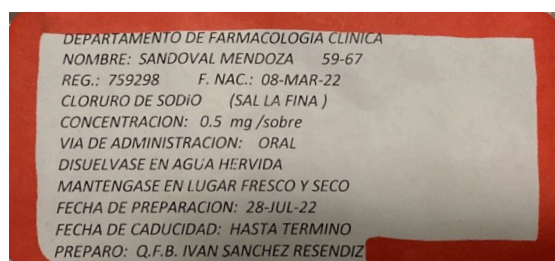 DEPARTAMENTO DE FARMACOLOGIA CLINICA
NOMBRE: SANDOVAL MENDOZA 59-67
REG.: 759298 F. NAC.: 08-MAR-22
CLORURO DE SODIO (SAL LA FINA )
CONCENTRACION: 0.5 mg /sobre
VIA DE ADMINISTRACION: ORAL
DISUELVASE EN AGUA HERVIDA
MANTENGASE EN LUGAR FRESCO Y SECO
FECHA DE PREPARACION: 28-JUL-22
FECHA DE CADUCIDAD: HASTA TERMINO
PREPARO: Q.F.B. IVAN SANCHEZ RESENDIZ